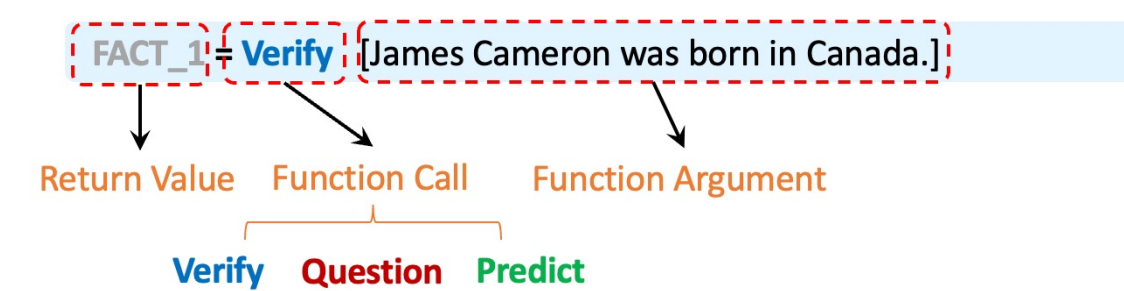 FACT_1 = Verify [James Cameron was born in Canada.]
Return Value Function Call Function Argument
Verify Question Predict